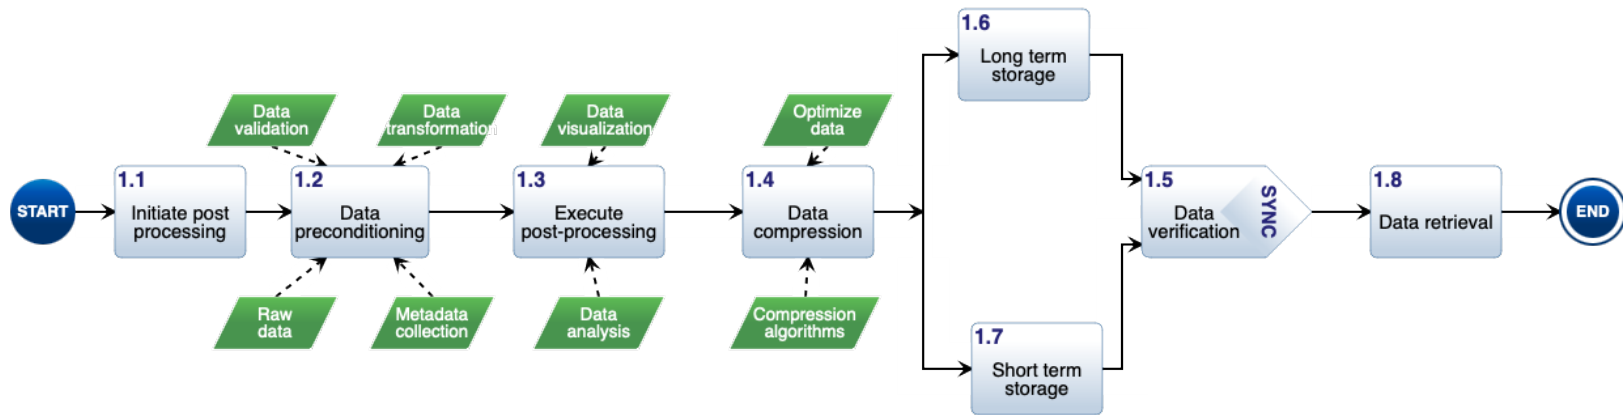 START
1.1
Initiate post
processing
Data
validation
Data
transformation
1.2
Data
preconditioning
Raw
data
Metadata
collection
Data
visualization
1.3
Execute
post-processing
Data
analysis
Optimize
data
1.4
Data
compression
Compression
algorithms
1.6
Long term
storage
1.7
Short term
storage
1.5
Data
verification
SYNC
1.8
Data retrieval
END